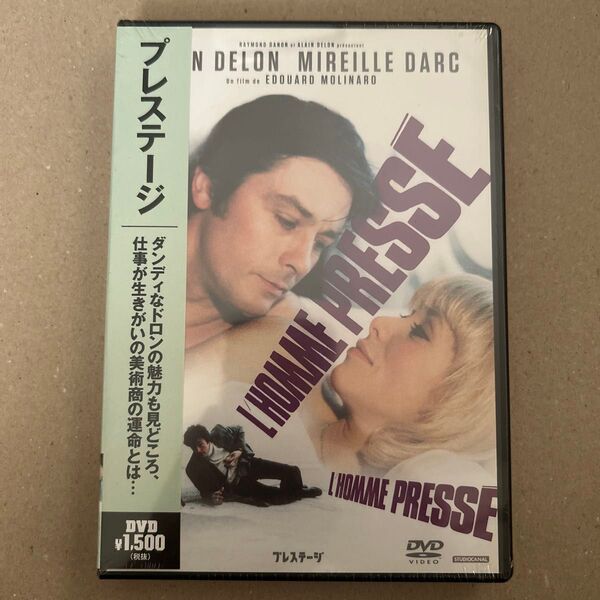 プレステージ
ダンディなドロンの魅力も見どころ、
仕事が生きがいの美術商の運命とは…
DVD
¥1,500
(税抜)
RAYMOND DANON et ALAIN DELON présentent
N DELON MIREILLE DARC
Un film de EDOUARD MOLINARO
L'HOMME PRESSÉ
L'HOMME PRESSÉ
プレステージ
DVD
VIDEO
STUDIOCANAL